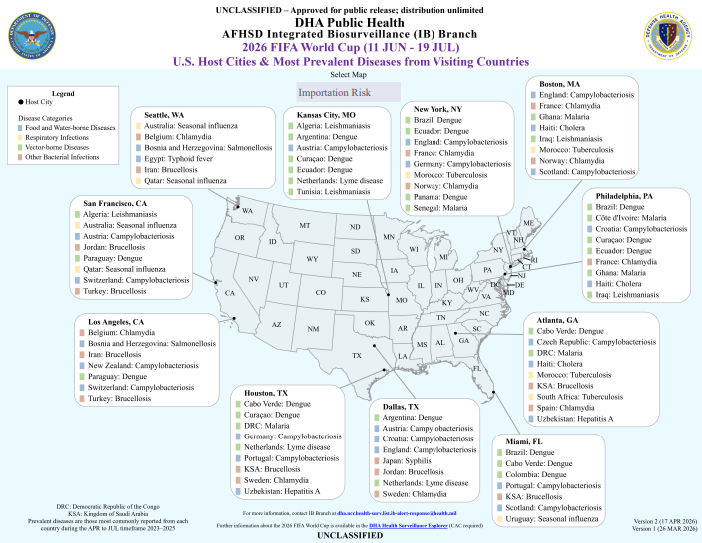 UNCLASSIFIED – Approved for public release; distribution unlimited
DHA Public Health
AFHSD Integrated Biosurveillance (IB) Branch
2026 FIFA World Cup (11 JUN - 19 JUL)
U.S. Host Cities & Most Prevalent Diseases from Visiting Countries
Select Map
Importation Risk
Legend
Host City
Disease Categories
Food and Water-borne Diseases
Respiratory Infections
Vector-borne Diseases
Other Bacterial Infections
Seattle, WA
Australia: Seasonal influenza
Belgium: Chlamydia
Bosnia and Herzegovina: Salmonellosis
Egypt: Typhoid fever
Iran: Brucellosis
Qatar: Seasonal influenza
Kansas City, MO
Algeria: Leishmaniasis
Argentina: Dengue
Austria: Campylobacteriosis
Curaçao: Dengue
Ecuador: Dengue
Netherlands: Lyme disease
Tunisia: Leishmaniasis
New York, NY
Brazil: Dengue
Ecuador: Dengue
England: Campylobacteriosis
France: Chlamydia
Germany: Campylobacteriosis
Morocco: Tuberculosis
Norway: Chlamydia
Panama: Dengue
Senegal: Malaria
Boston, MA
England: Campylobacteriosis
France: Chlamydia
Ghana: Malaria
Haiti: Cholera
Iraq: Leishmaniasis
Morocco: Tuberculosis
Norway: Chlamydia
Scotland: Campylobacteriosis
San Francisco, CA
Algeria: Leishmaniasis
Australia: Seasonal influenza
Austria: Campylobacteriosis
Jordan: Brucellosis
Paraguay: Dengue
Qatar: Seasonal influenza
Switzerland: Campylobacteriosis
Turkey: Brucellosis
Philadelphia, PA
Brazil: Dengue
Côte d'Ivoire: Malaria
Croatia: Campylobacteriosis
Curaçao: Dengue
Ecuador: Dengue
France: Chlamydia
Ghana: Malaria
Haiti: Cholera
Iraq: Leishmaniasis
WA
OR
ID
MT
ND
MN
WI
MI
NY
VT
NH
ME
RI
CT
NJ
DE
MD
DC
PA
SD
WY
NE
IA
IL
IN
OH
WV
VA
NV
UT
CO
KS
MO
KY
CA
AZ
NM
OK
AR
TN
NC
SC
TX
LA
MS
AL
GA
FL
Los Angeles, CA
Belgium: Chlamydia
Bosnia and Herzegovina: Salmonellosis
Iran: Brucellosis
New Zealand: Campylobacteriosis
Paraguay: Dengue
Switzerland: Campylobacteriosis
Turkey: Brucellosis
Atlanta, GA
Cabo Verde: Dengue
Czech Republic: Campylobacteriosis
DRC: Malaria
Haiti: Cholera
Morocco: Tuberculosis
KSA: Brucellosis
South Africa: Tuberculosis
Spain: Chlamydia
Uzbekistan: Hepatitis A
Houston, TX
Cabo Verde: Dengue
Curaçao: Dengue
DRC: Malaria
Germany: Campylobacteriosis
Netherlands: Lyme disease
Portugal: Campylobacteriosis
KSA: Brucellosis
Sweden: Chlamydia
Uzbekistan: Hepatitis A
Dallas, TX
Argentina: Dengue
Austria: Campylobacteriosis
Croatia: Campylobacteriosis
England: Campylobacteriosis
Japan: Syphilis
Jordan: Brucellosis
Netherlands: Lyme disease
Sweden: Chlamydia
Miami, FL
Brazil: Dengue
Cabo Verde: Dengue
Colombia: Dengue
Portugal: Campylobacteriosis
KSA: Brucellosis
Scotland: Campylobacteriosis
Uruguay: Seasonal influenza
DRC: Democratic Republic of the Congo
KSA: Kingdom of Saudi Arabia
Prevalent diseases are those most commonly reported from each
country during the APR to JUL timeframe 2023–2025
For more information, contact IB Branch at dha.ncr.health-surv.list.ib-alert-response@health.mil
Further information about the 2026 FIFA World Cup is available in the DHA Health Surveillance Explorer (CAC required)
UNCLASSIFIED
Version 2 (17 APR 2026)
Version 1 (26 MAR 2026)